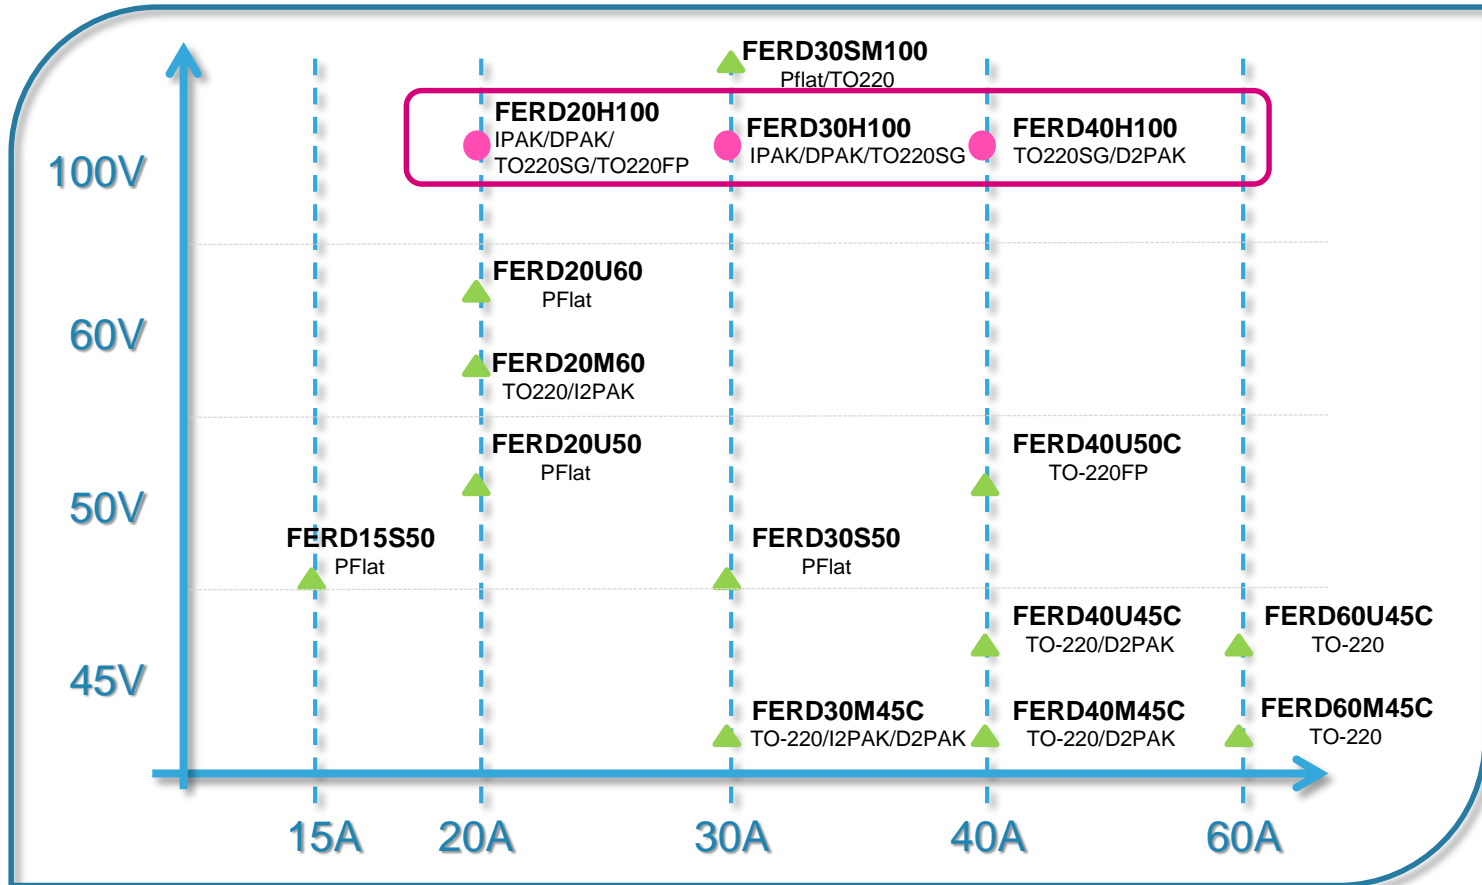 FERD30SM100
Pflat/TO220
100V
FERD20H100
IPAK/DPAK/
TO220SG/TO220FP
FERD30H100
IPAK/DPAK/TO220SG
FERD40H100
TO220SG/D2PAK
60V
FERD20U60
PFlat
FERD20M60
TO220/I2PAK
50V
FERD20U50
PFlat
FERD40U50C
TO-220FP
FERD15S50
PFlat
FERD30S50
PFlat
45V
FERD40U45C
TO-220/D2PAK
FERD60U45C
TO-220
FERD30M45C
TO-220/I2PAK/D2PAK
FERD40M45C
TO-220/D2PAK
FERD60M45C
TO-220
15A
20A
30A
40A
60A